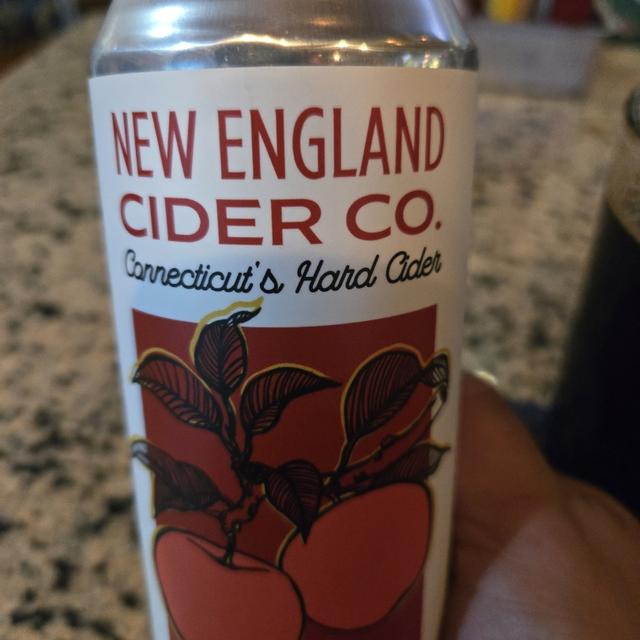 NEW ENGLAND
CIDER CO.
Connecticut's Hard Cider